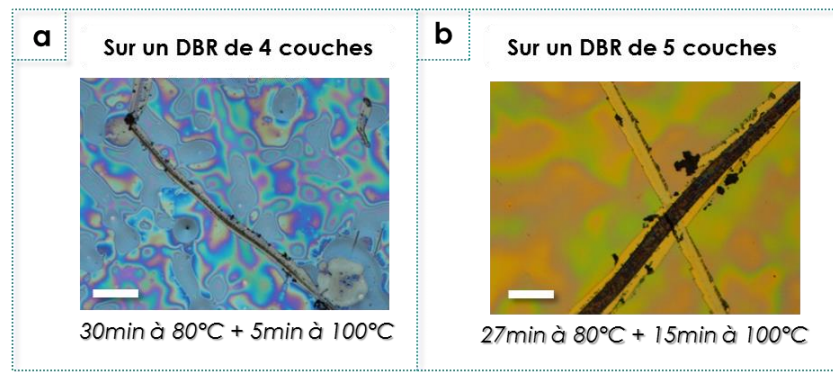 a
Sur un DBR de 4 couches
30min à 80°C + 5min à 100°C
b
Sur un DBR de 5 couches
27min à 80°C + 15min à 100°C